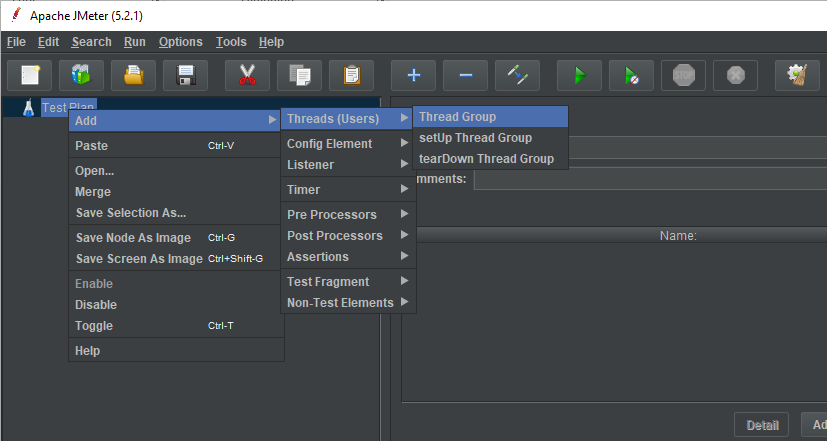 Apache JMeter (5.2.1)
File Edit Search Run Options Tools Help
STOP
Test Plan
Add
Paste Ctrl-V
Open...
Merge
Save Selection As...
Save Node As Image Ctrl-G
Save Screen As Image Ctrl+Shift-G
Enable
Disable
Toggle Ctrl-T
Help
Threads (Users)
Config Element
Listener
Timer
Pre Processors
Post Processors
Assertions
Test Fragment
Non-Test Elements
Thread Group
setUp Thread Group
tearDown Thread Group
mments:
Name:
Detail
Ad